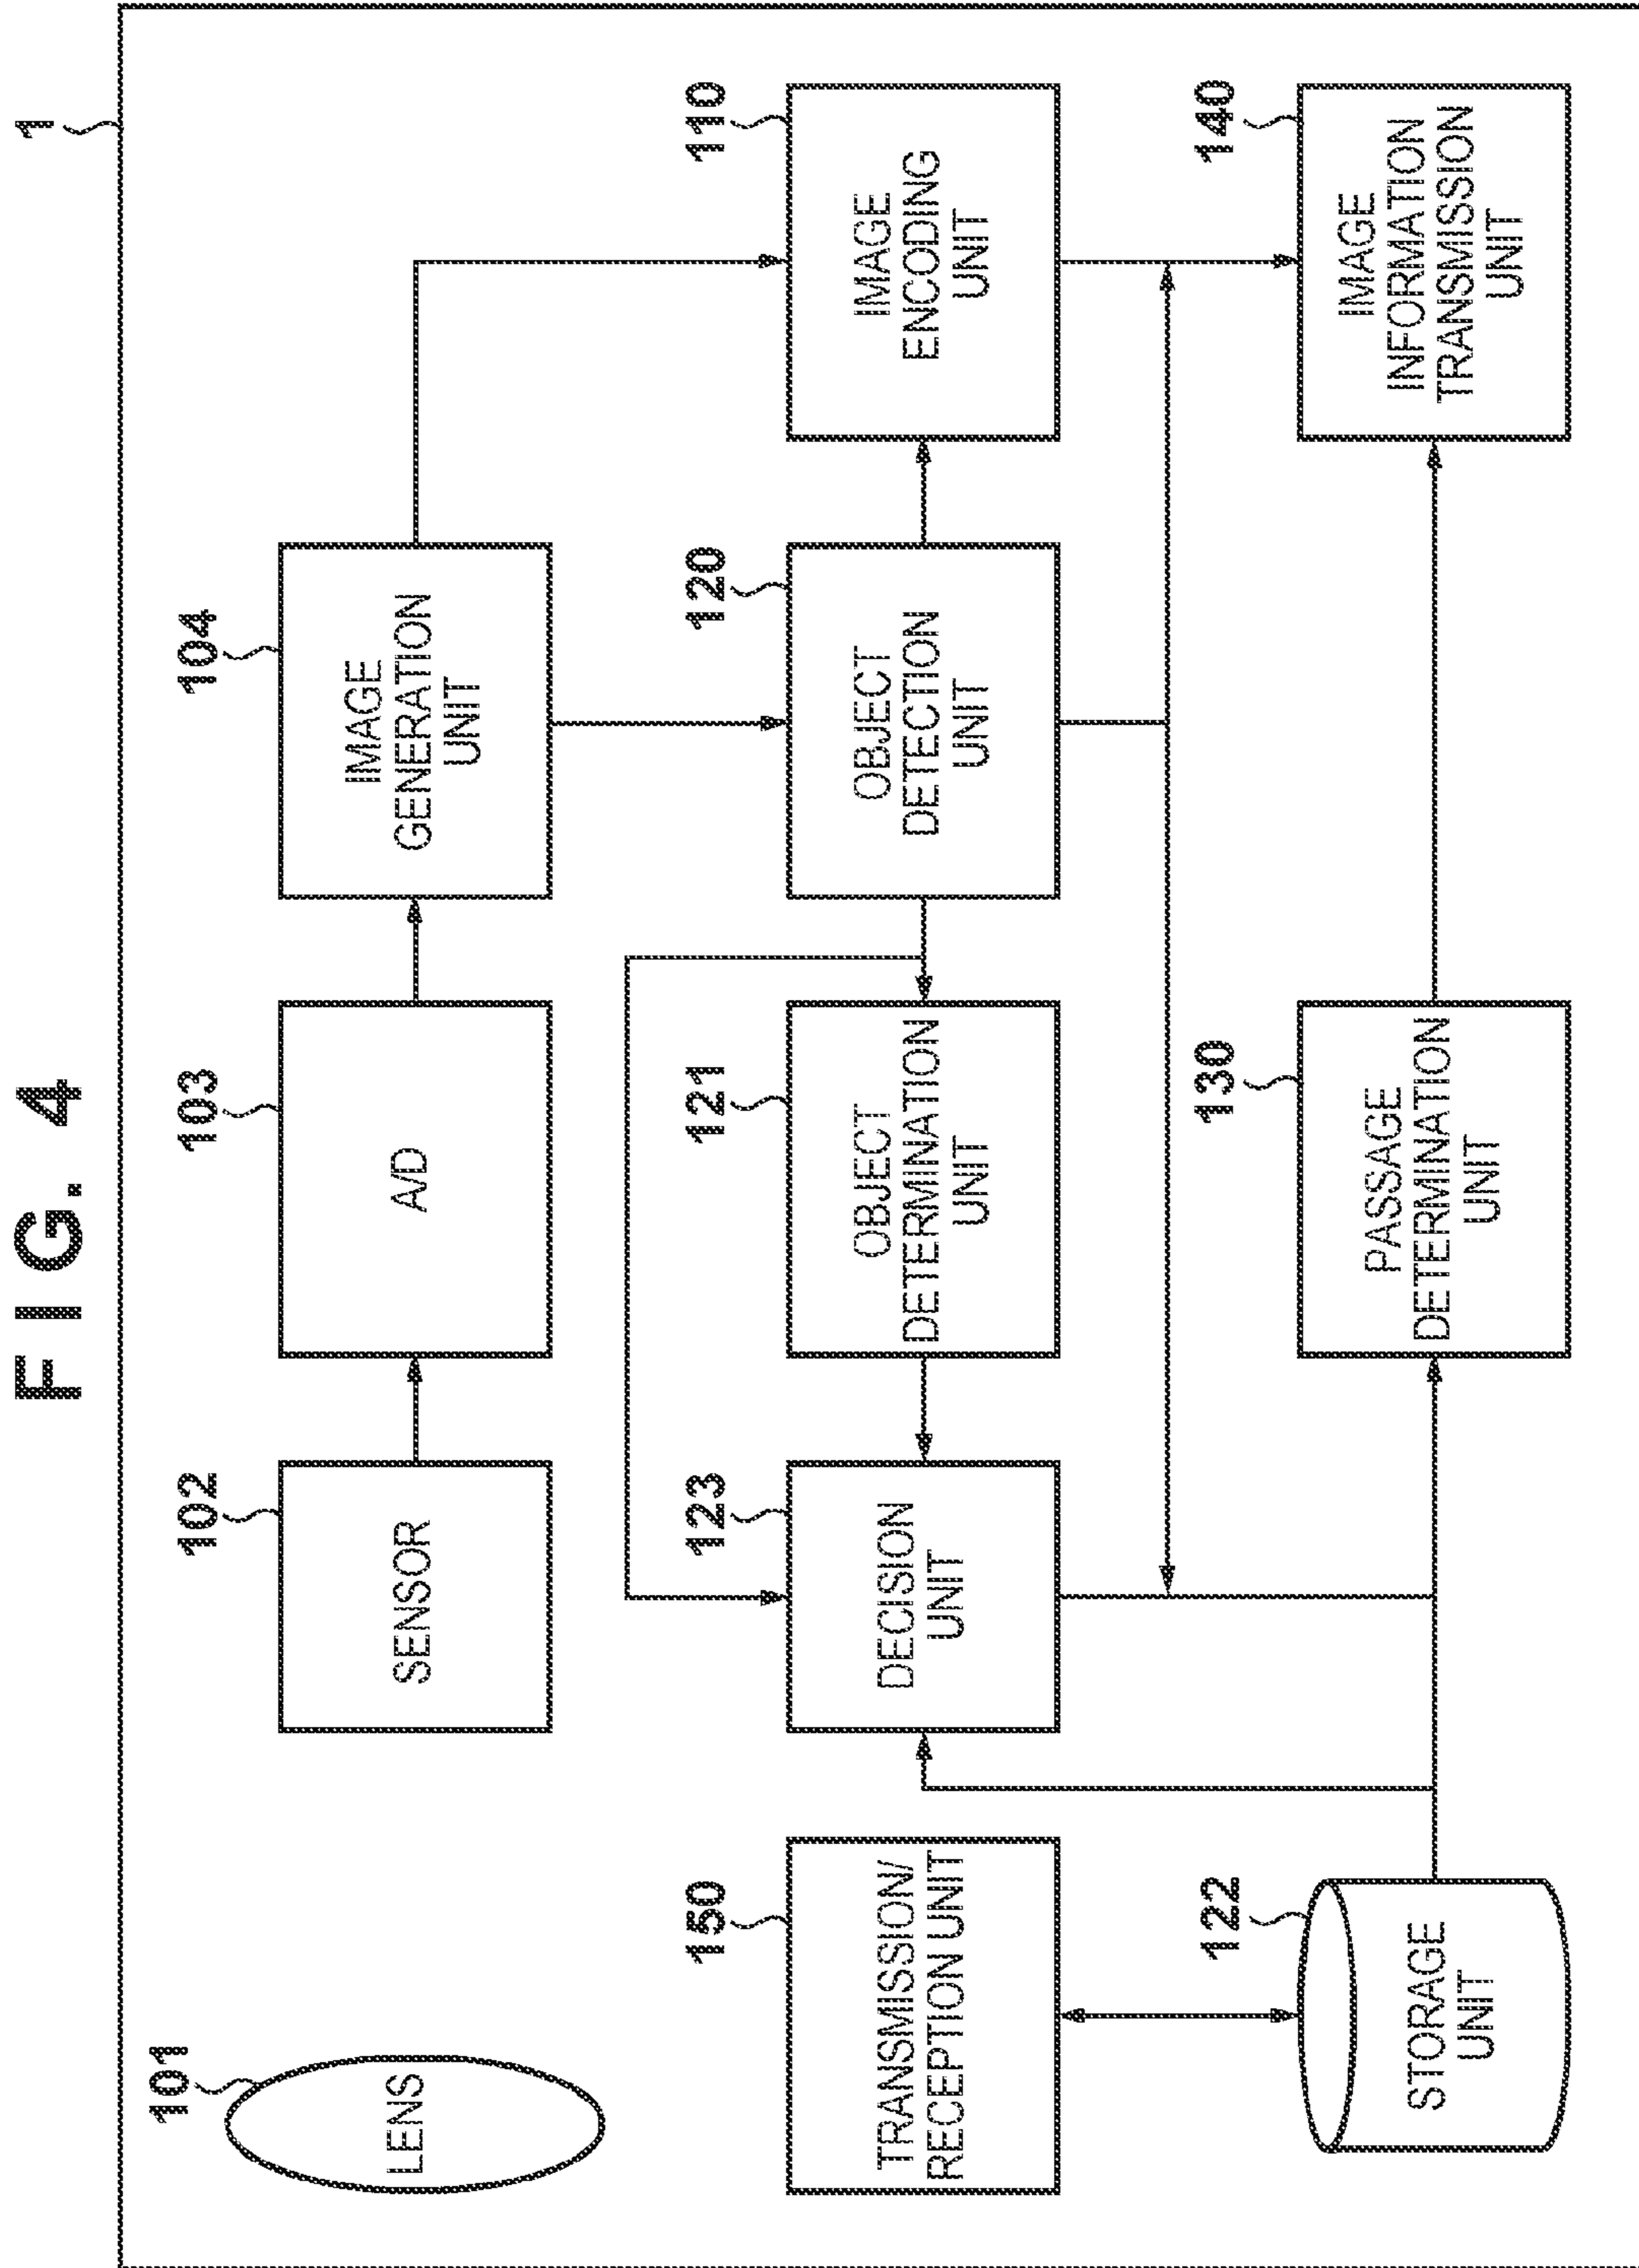 FIG. 4
1
101
LENS
102
SENSOR
103
A/D
104
IMAGE
GENERATION
UNIT
150
TRANSMISSION/
RECEPTION UNIT
123
DECISION
UNIT
121
OBJECT
DETERMINATION
UNIT
120
OBJECT
DETECTION
UNIT
110
IMAGE
ENCODING
UNIT
122
STORAGE
UNIT
130
PASSAGE
DETERMINATION
UNIT
140
IMAGE
INFORMATION
TRANSMISSION
UNIT